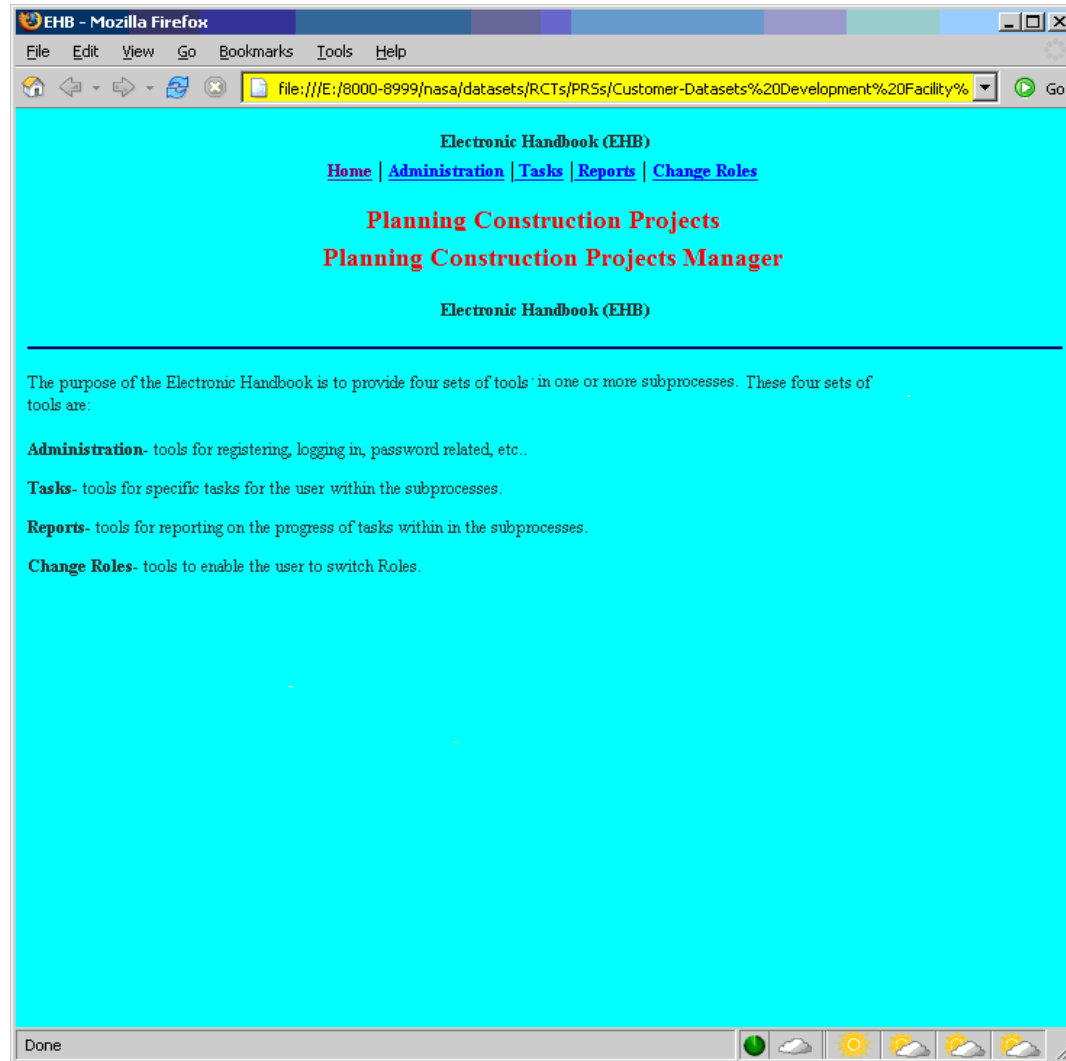 EHB - Mozilla Firefox
File Edit View Go Bookmarks Tools Help
file:///E:/8000-8999/nasa/datasets/RCTs/PRSs/Customer-Datasets%20Development%20Facility% Go
Electronic Handbook (EHB)
Home | Administration | Tasks | Reports | Change Roles
Planning Construction Projects
Planning Construction Projects Manager
Electronic Handbook (EHB)
The purpose of the Electronic Handbook is to provide four sets of tools in one or more subprocesses. These four sets of
tools are:
Administration- tools for registering, logging in, password related, etc..
Tasks- tools for specific tasks for the user within the subprocesses.
Reports- tools for reporting on the progress of tasks within in the subprocesses.
Change Roles- tools to enable the user to switch Roles.
Done